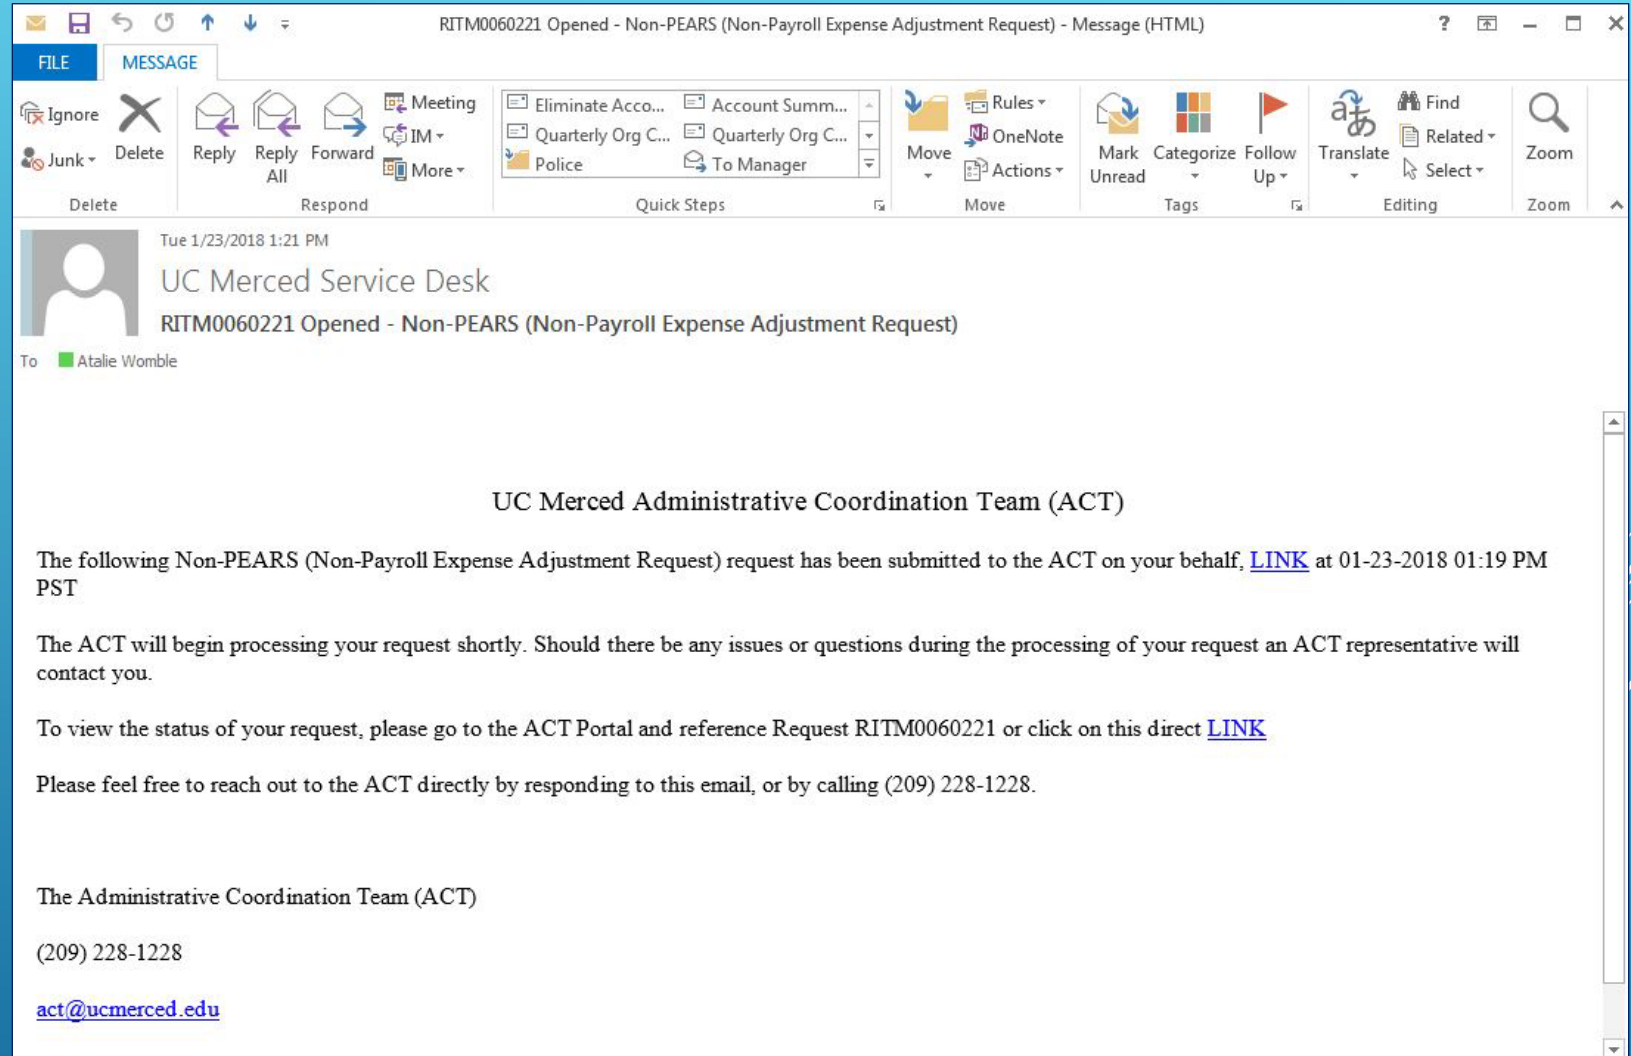 RITM0060221 Opened - Non-PEARS (Non-Payroll Expense Adjustment Request) - Message (HTML)
FILE
MESSAGE
Ignore
Junk
Delete
Delete
Reply
Reply All
Forward
Meeting
IM
More
Respond
Eliminate Acco...
Account Summ...
Quarterly Org C...
Quarterly Org C...
Police
To Manager
Quick Steps
Move
Rules
OneNote
Actions
Move
Mark Unread
Categorize
Follow Up
Tags
Translate
Find
Related
Select
Editing
Zoom
Zoom
Tue 1/23/2018 1:21 PM
UC Merced Service Desk
RITM0060221 Opened - Non-PEARS (Non-Payroll Expense Adjustment Request)
To Atalie Womble
UC Merced Administrative Coordination Team (ACT)
The following Non-PEARS (Non-Payroll Expense Adjustment Request) request has been submitted to the ACT on your behalf, LINK at 01-23-2018 01:19 PM
PST
The ACT will begin processing your request shortly. Should there be any issues or questions during the processing of your request an ACT representative will
contact you.
To view the status of your request, please go to the ACT Portal and reference Request RITM0060221 or click on this direct LINK
Please feel free to reach out to the ACT directly by responding to this email, or by calling (209) 228-1228.
The Administrative Coordination Team (ACT)
(209) 228-1228
act@ucmerced.edu